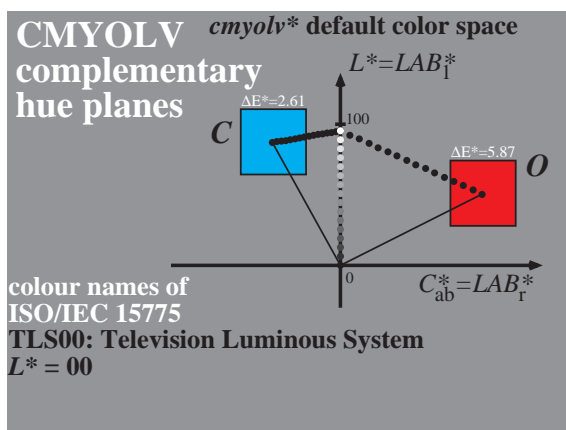 CMYOLV
complementary
hue planes
cmyolv* default color space
L*=LAB*l
ΔE*=2.61
C
100
ΔE*=5.87
O
0
C*ab=LAB*r
colour names of
ISO/IEC 15775
TLS00: Television Luminous System
L* = 00